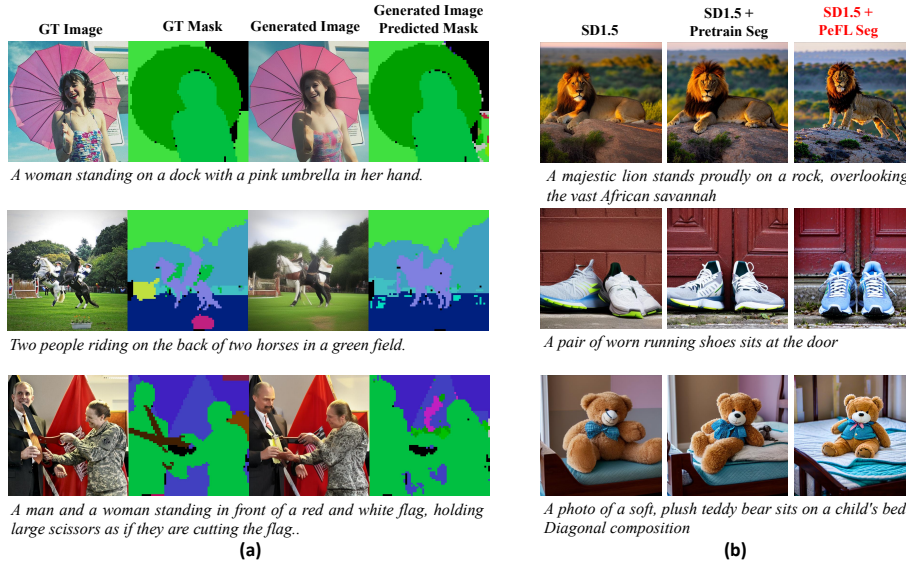 GT Image
GT Mask
Generated Image
Generated Image
Predicted Mask
A woman standing on a dock with a pink umbrella in her hand.
Two people riding on the back of two horses in a green field.
A man and a woman standing in front of a red and white flag, holding
large scissors as if they are cutting the flag..
(a)
SD1.5
SD1.5 +
Pretrain Seg
SD1.5 +
PeFL Seg
A majestic lion stands proudly on a rock, overlooking
the vast African savannah
A pair of worn running shoes sits at the door
A photo of a soft, plush teddy bear sits on a child's bed
Diagonal composition
(b)